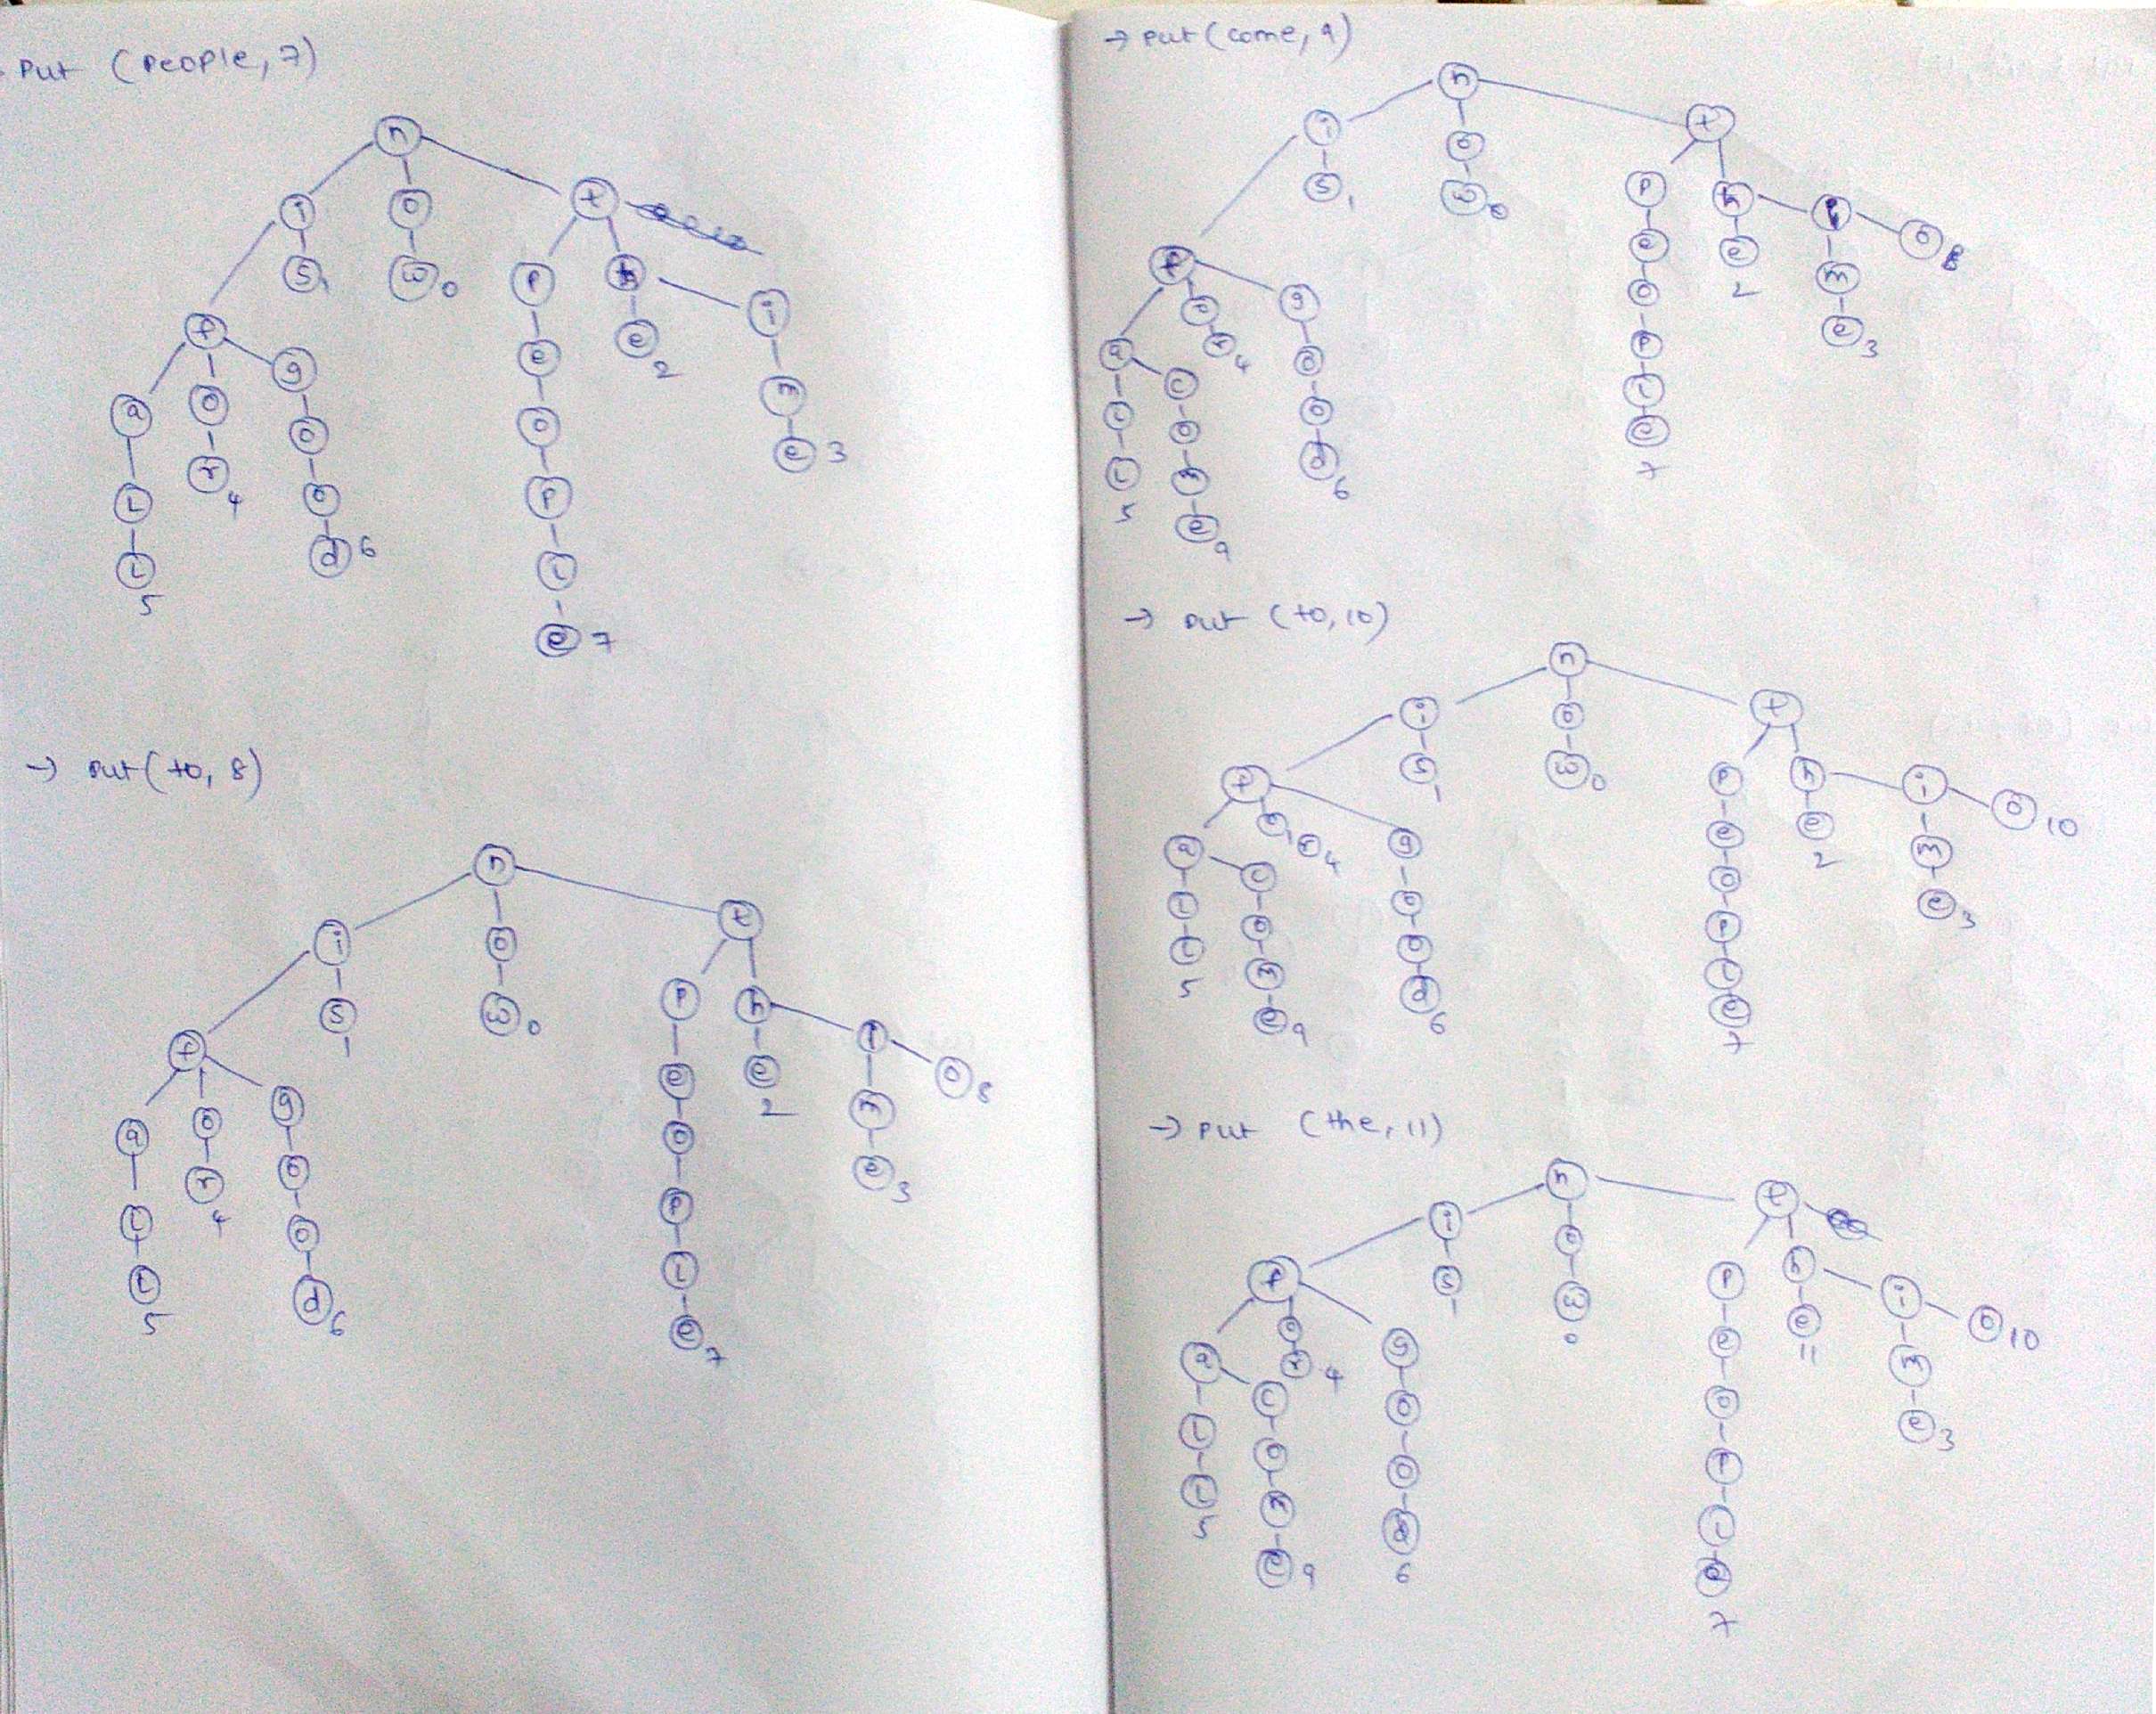 Put (people, 7)
n
i o t
s 1 w 0 p h i
f e e 2 m
a o g o e 3
l r 4 o p
l 5 o l
d 6 e 7
→ put (to, 8)
n
i o t
s 1 w 0 p h i o 8
f e e 2 m
a o g o e 3
l r 4 o p
l 5 o l
d 6 e 7
→ put (come, 9)
n
i o t
s 1 w 0 p h i o 8
f e e 2 m
a o g o e 3
l c r 4 o p
l 5 o o l
m d 6 e 7
e 9
→ put (to, 10)
n
i o t
s 1 w 0 p h i o 10
f e e 2 m
a o g o e 3
l c r 4 o p
l 5 o o l
m d 6 e 7
e 9
→ put (the, 11)
n
i o t
s 1 w 0 p h i o 10
f e e 11 m
a o g o e 3
l c r 4 o p
l 5 o o l
m d 6 e 7
e 9